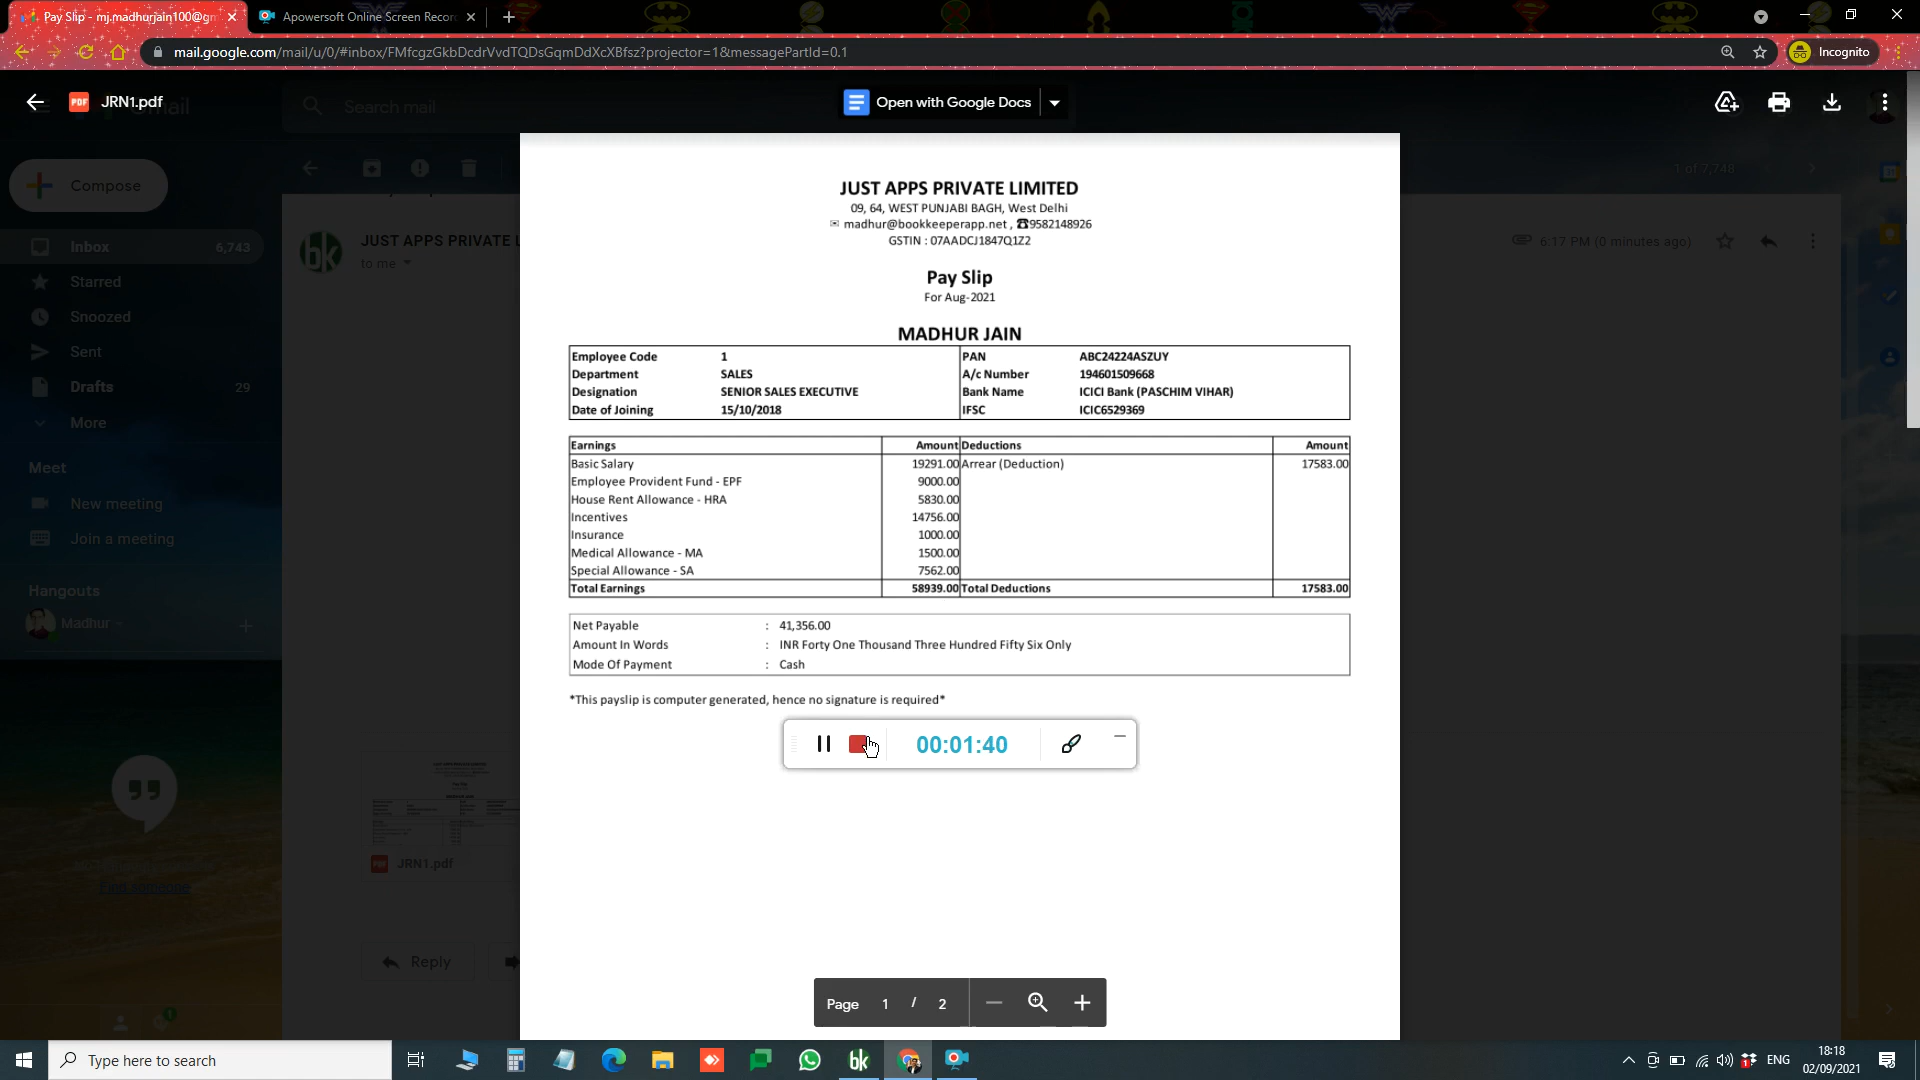 Pay Slip - mj.madhurjain100@gm
Apowersoft Online Screen Recor
mail.google.com/mail/u/0/#inbox/FMfcgzGkbDcdrVvdTQDsGqmDdXcXBfsz?projector=1&messagePartId=0.1
Incognito
JRN1.pdf
Search mail
Open with Google Docs
Compose
1 of 7,748
Inbox 6,743
Starred
Snoozed
Sent
Drafts 29
More
Meet
New meeting
Join a meeting
Hangouts
Madhur
Find someone
JUST APPS PRIVATE L
to me
6:17 PM (0 minutes ago)
JUST APPS PRIVATE LIMITED
09, 64, WEST PUNJABI BAGH, West Delhi
madhur@bookkeeperapp.net , 9582148926
GSTIN : 07AADCJ1847Q1Z2
Pay Slip
For Aug-2021
MADHUR JAIN
Employee Code 1 PAN ABC24224ASZUY
Department SALES A/c Number 194601509668
Designation SENIOR SALES EXECUTIVE Bank Name ICICI Bank (PASCHIM VIHAR)
Date of Joining 15/10/2018 IFSC ICIC6529369
Earnings Amount Deductions Amount
Basic Salary 19291.00 Arrear (Deduction) 17583.00
Employee Provident Fund - EPF 9000.00
House Rent Allowance - HRA 5830.00
Incentives 14756.00
Insurance 1000.00
Medical Allowance - MA 1500.00
Special Allowance - SA 7562.00
Total Earnings 58939.00 Total Deductions 17583.00
Net Payable : 41,356.00
Amount In Words : INR Forty One Thousand Three Hundred Fifty Six Only
Mode Of Payment : Cash
*This payslip is computer generated, hence no signature is required*
00:01:40
JRN1.pdf
Reply
Page 1 / 2
Type here to search
ENG
18:18
02/09/2021